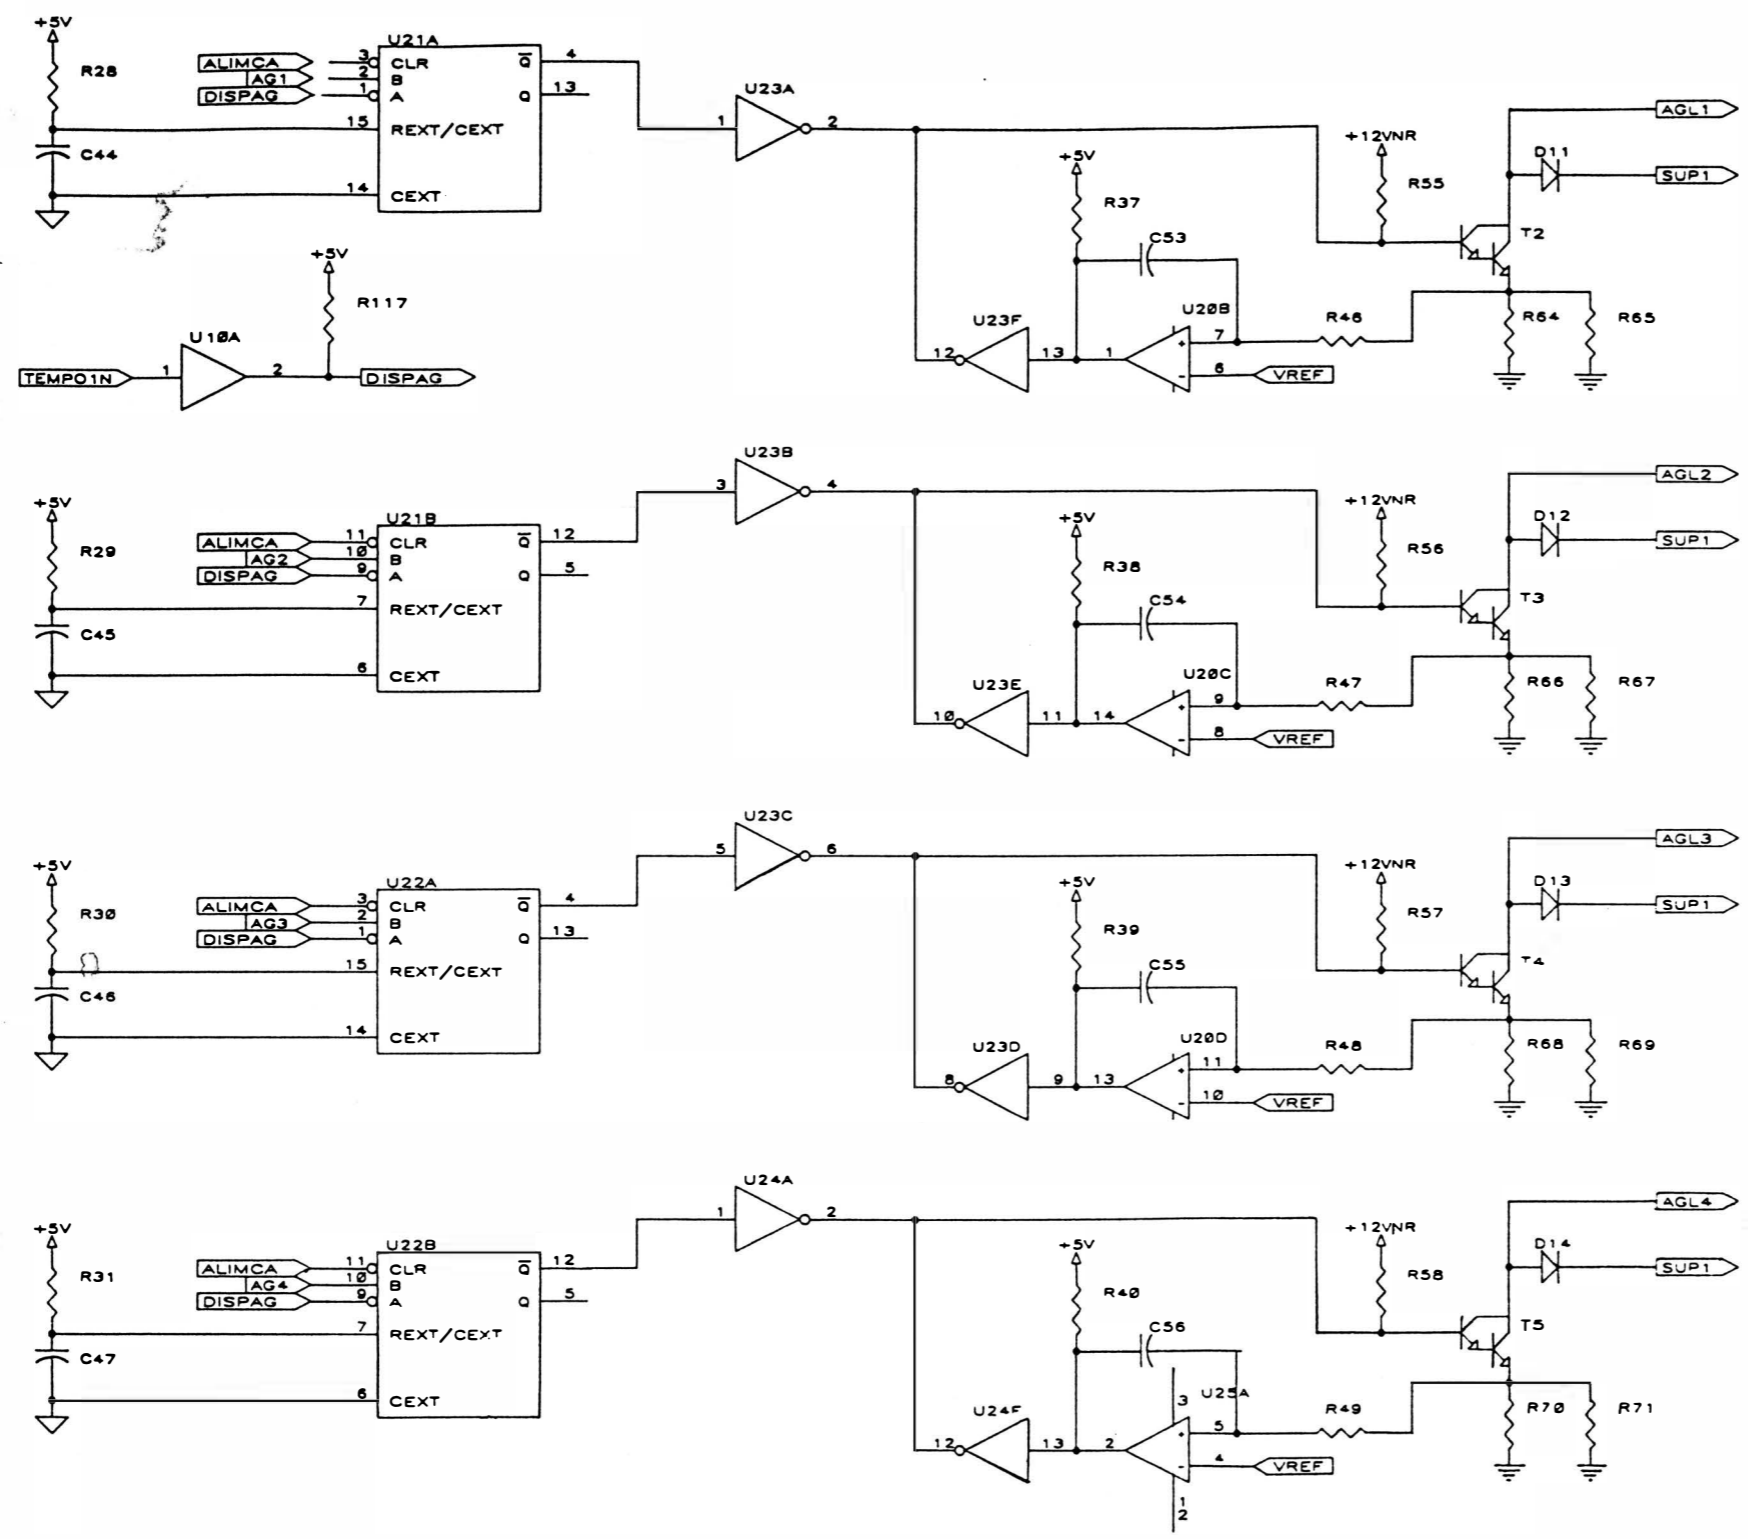 +5V
R28
C44
ALIMCA
AG1
DISPAG
3
2
1
15
14
U21A
CLR
B
A
REXT/CEXT
CEXT
Q
Q
4
13
1
U23A
2
+5V
R37
C53
U23F
12
13
1
U20B
+
-
7
6
VREF
R46
+12VNR
R55
AGL1
D11
SUP1
T2
R64
R65
+5V
R117
U10A
TEMPO1N
1
2
DISPAG
+5V
R29
C45
ALIMCA
AG2
DISPAG
11
10
9
7
6
U21B
CLR
B
A
REXT/CEXT
CEXT
Q
Q
12
5
3
U23B
4
+5V
R38
C54
U23E
10
11
14
U20C
+
-
9
8
VREF
R47
+12VNR
R56
AGL2
D12
SUP1
T3
R66
R67
+5V
R30
C46
ALIMCA
AG3
DISPAG
3
2
1
15
14
U22A
CLR
B
A
REXT/CEXT
CEXT
Q
Q
4
13
5
U23C
6
+5V
R39
C55
U23D
8
9
13
U20D
+
-
11
10
VREF
R48
+12VNR
R57
AGL3
D13
SUP1
T4
R68
R69
+5V
R31
C47
ALIMCA
AG4
DISPAG
11
10
9
7
6
U22B
CLR
B
A
REXT/CEXT
CEXT
Q
Q
12
5
1
U24A
2
+5V
R40
C56
U24F
12
13
2
3
U25A
+
-
5
4
12
VREF
R49
+12VNR
R58
AGL4
D14
SUP1
T5
R70
R71